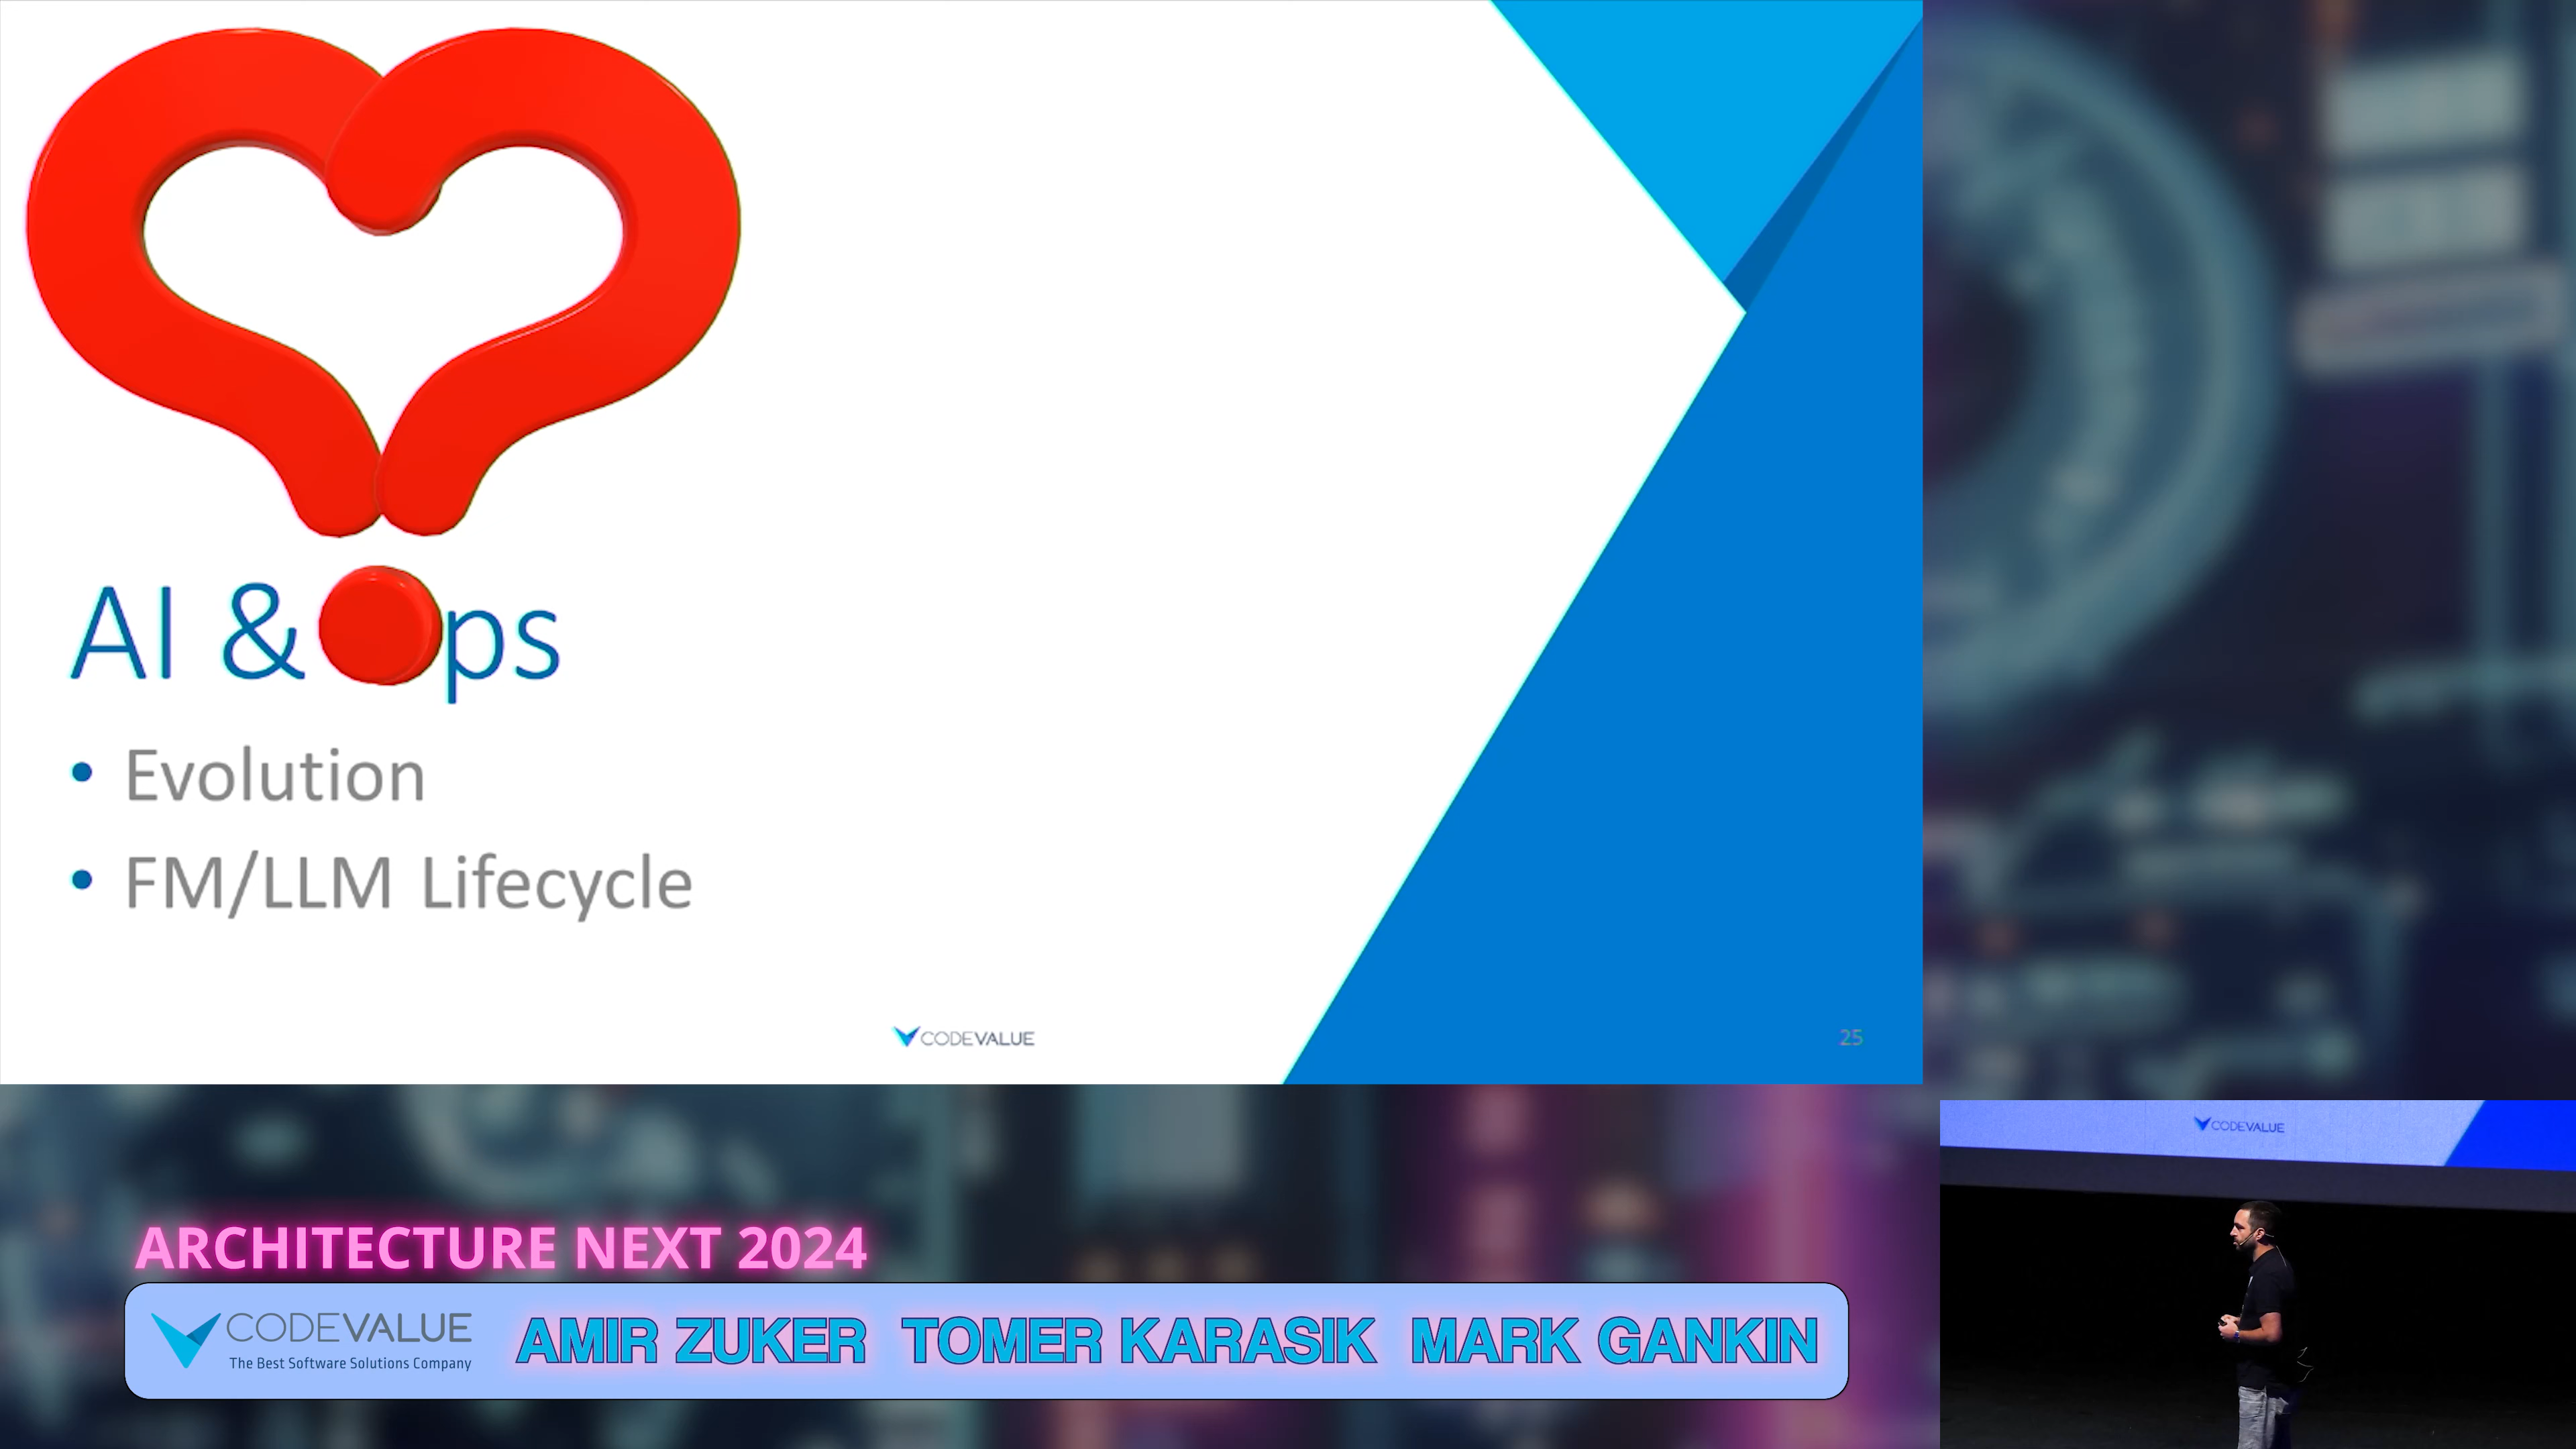 AI & ps
• Evolution
• FM/LLM Lifecycle
CODEVALUE
25
CODEVALUE
ARCHITECTURE NEXT 2024
CODEVALUE
The Best Software Solutions Company
AMIR ZUKER TOMER KARASIK MARK GANKIN